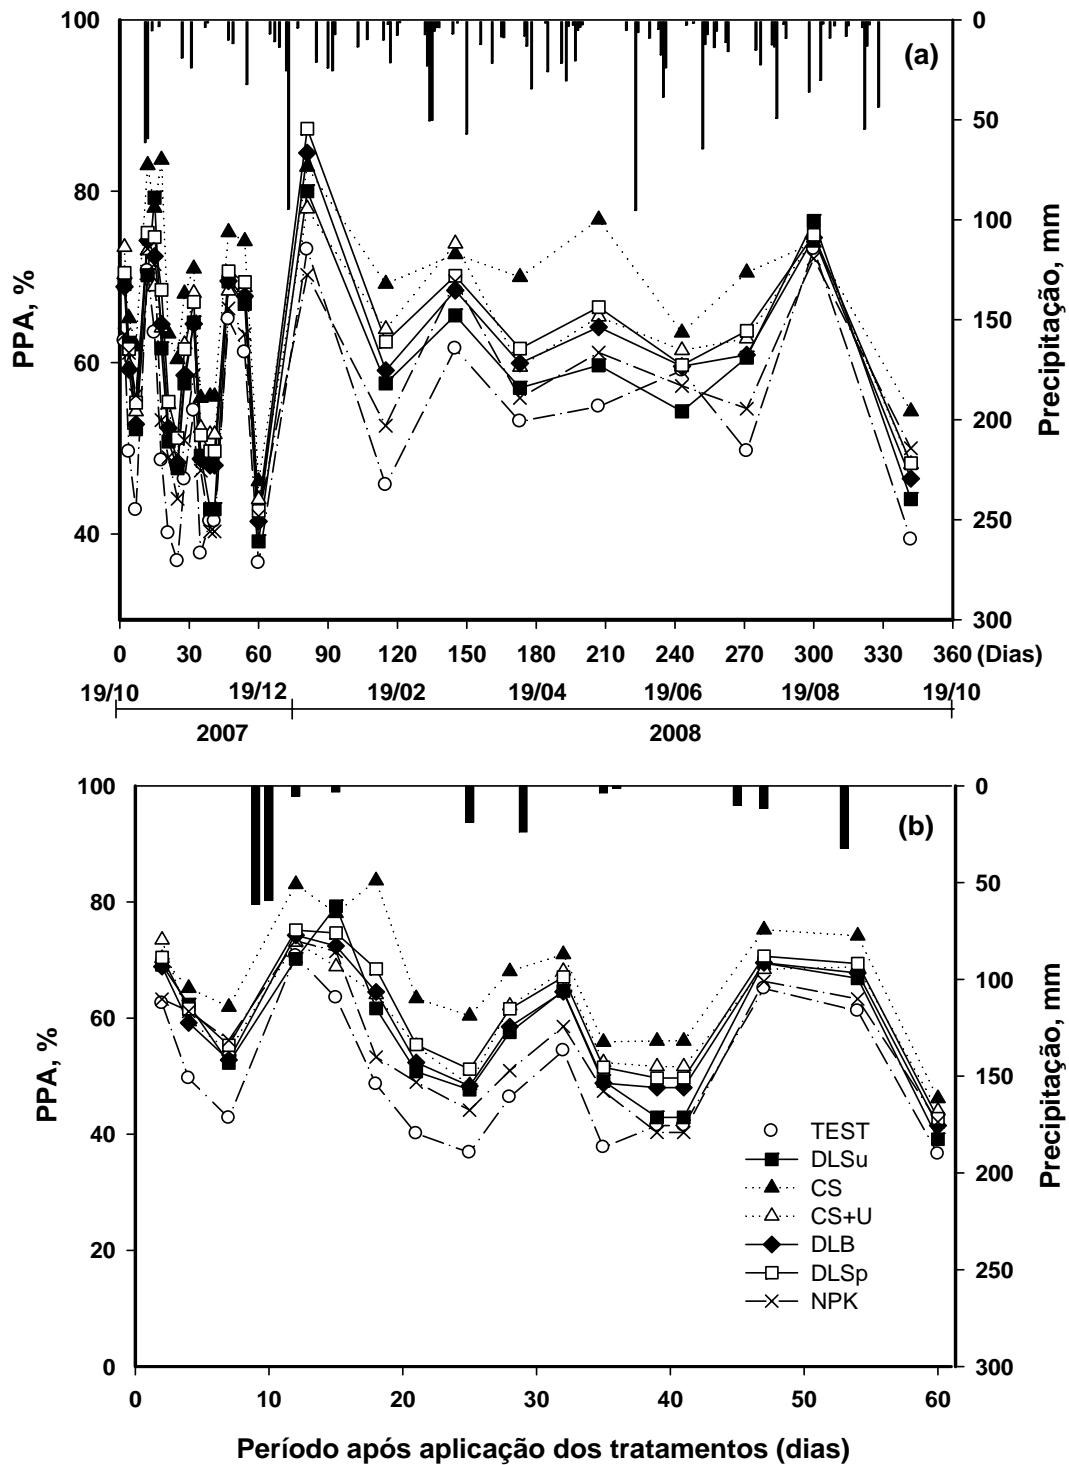 100
0
(a)
50
80
100
PPA, %
Precipitação, mm
150
60
200
40
250
300
0 30 60 90 120 150 180 210 240 270 300 330 360 (Dias)
19/10 19/12 19/02 19/04 19/06 19/08 19/10
2007 2008
100
0
(b)
50
80
100
60
PPA, %
Precipitação, mm
150
40
TEST
DLSu
CS
CS+U
DLB
DLSp
NPK
200
20
250
0
300
0 10 20 30 40 50 60
Período após aplicação dos tratamentos (dias)